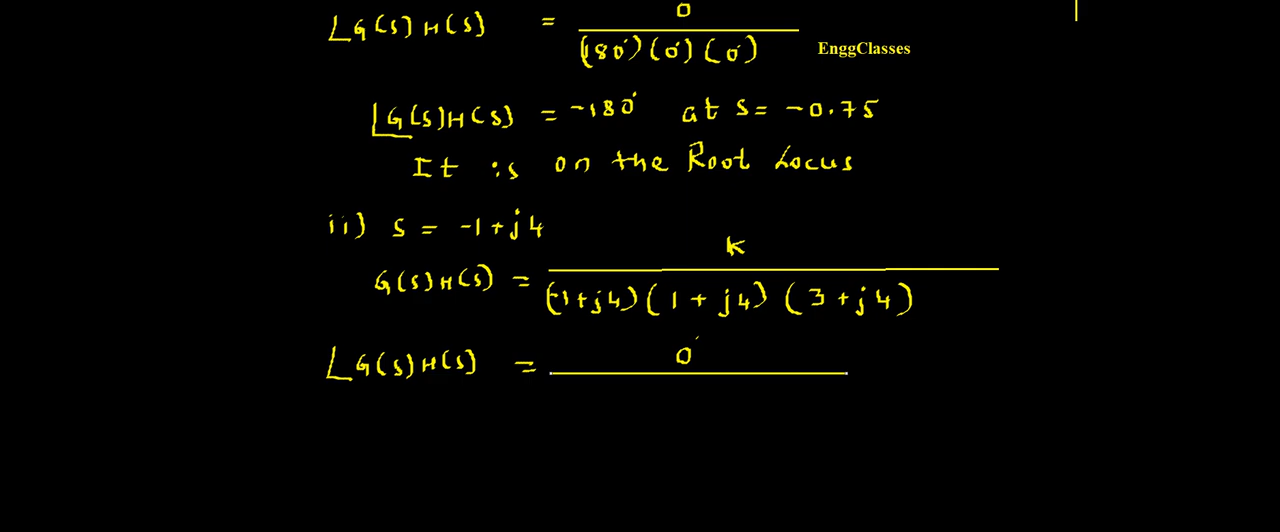 ∠G(s)H(s) = 0 / (180°)(0°)(0°)
EnggClasses
∠G(s)H(s) = -180° at s = -0.75
It is on the Root Locus
ii) s = -1+j4
G(s)H(s) = K / (-1+j4)(1+j4)(3+j4)
∠G(s)H(s) = 0°